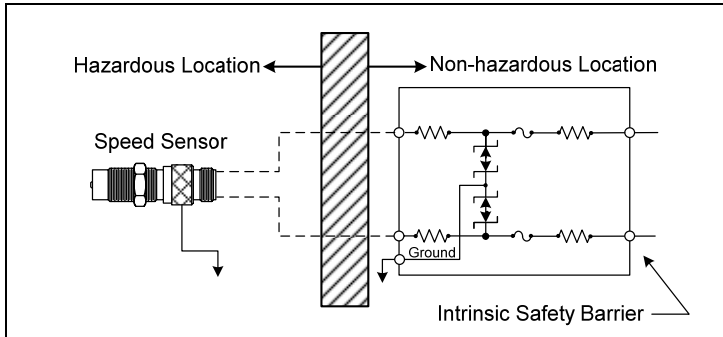 Hazardous Location
Non-hazardous Location
Speed Sensor
Ground
Intrinsic Safety Barrier